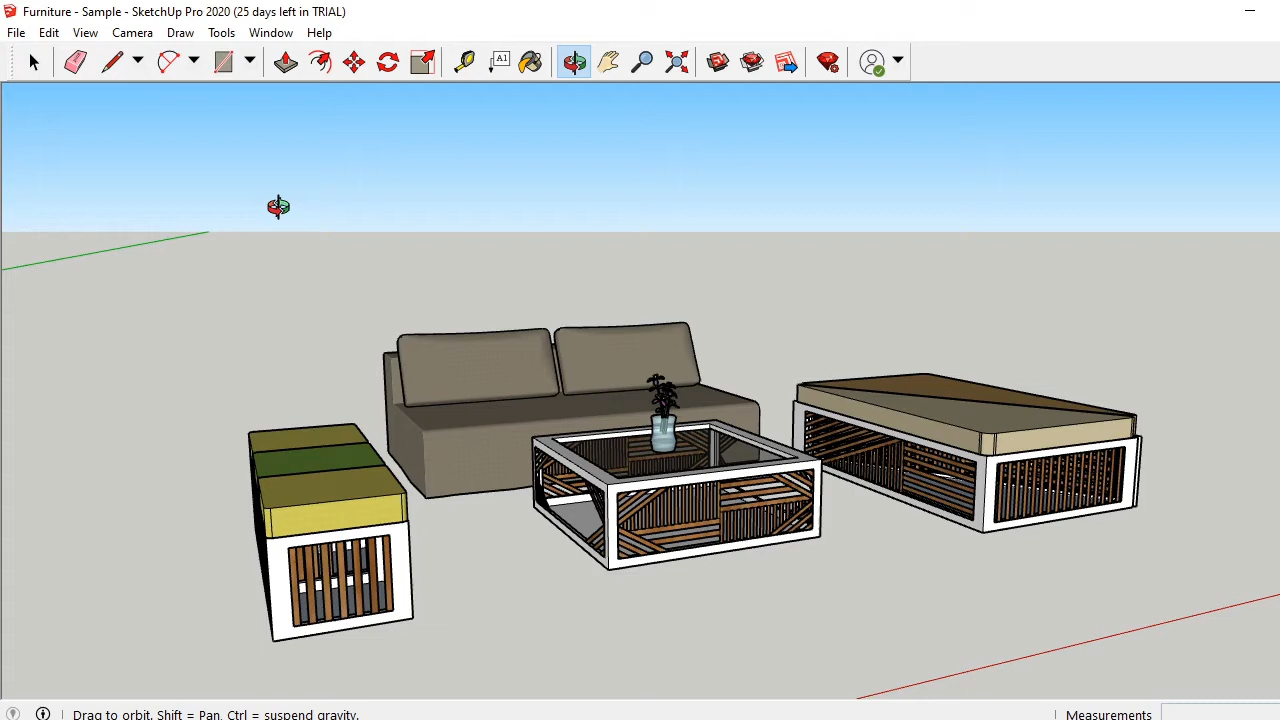 Furniture - Sample - SketchUp Pro 2020 (25 days left in TRIAL)
File Edit View Camera Draw Tools Window Help
A1
Drag to orbit. Shift = Pan, Ctrl = suspend gravity. Measurements